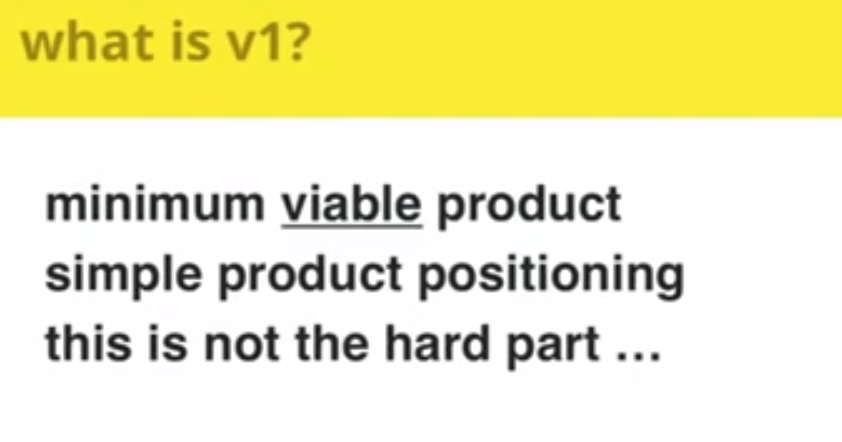 what is v1?
minimum viable product
simple product positioning
this is not the hard part ...